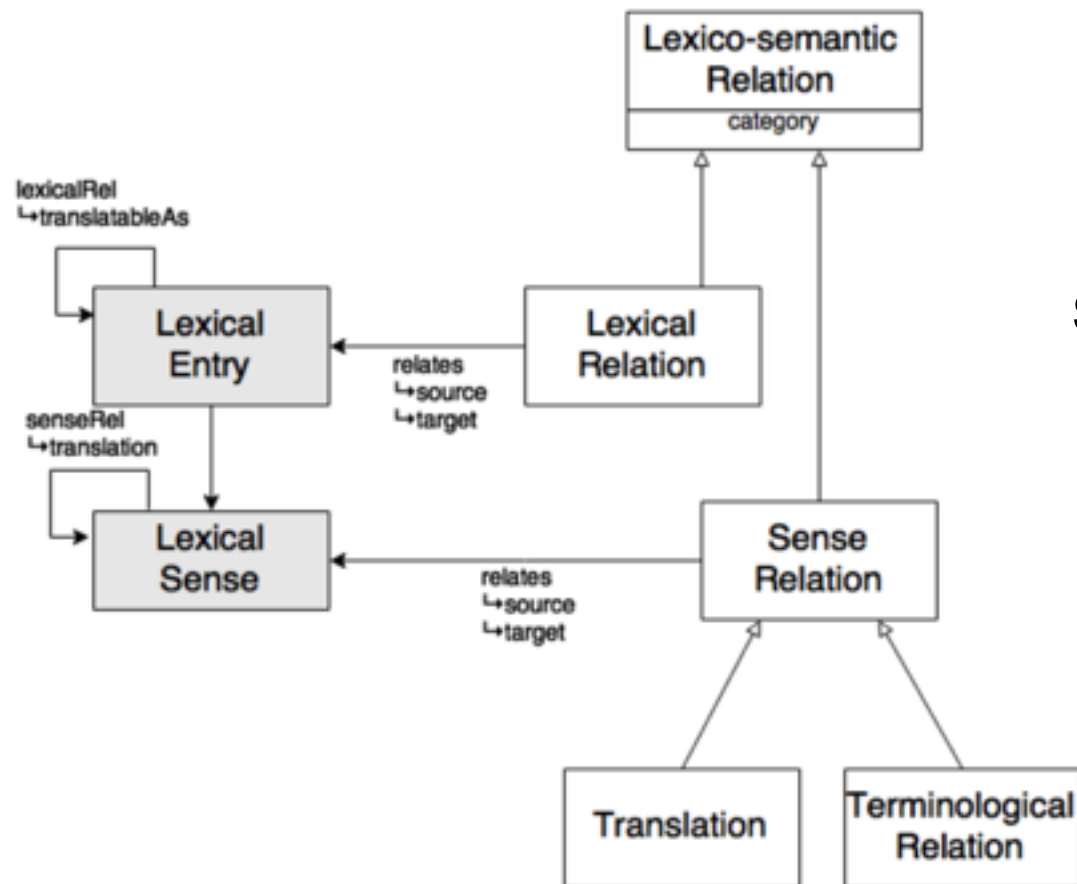 Lexico-semantic
Relation
category
lexicalRel
↳translatableAs
Lexical
Entry
relates
↳source
↳target
Lexical
Relation
senseRel
↳translation
Lexical
Sense
relates
↳source
↳target
Sense
Relation
Translation
Terminological
Relation